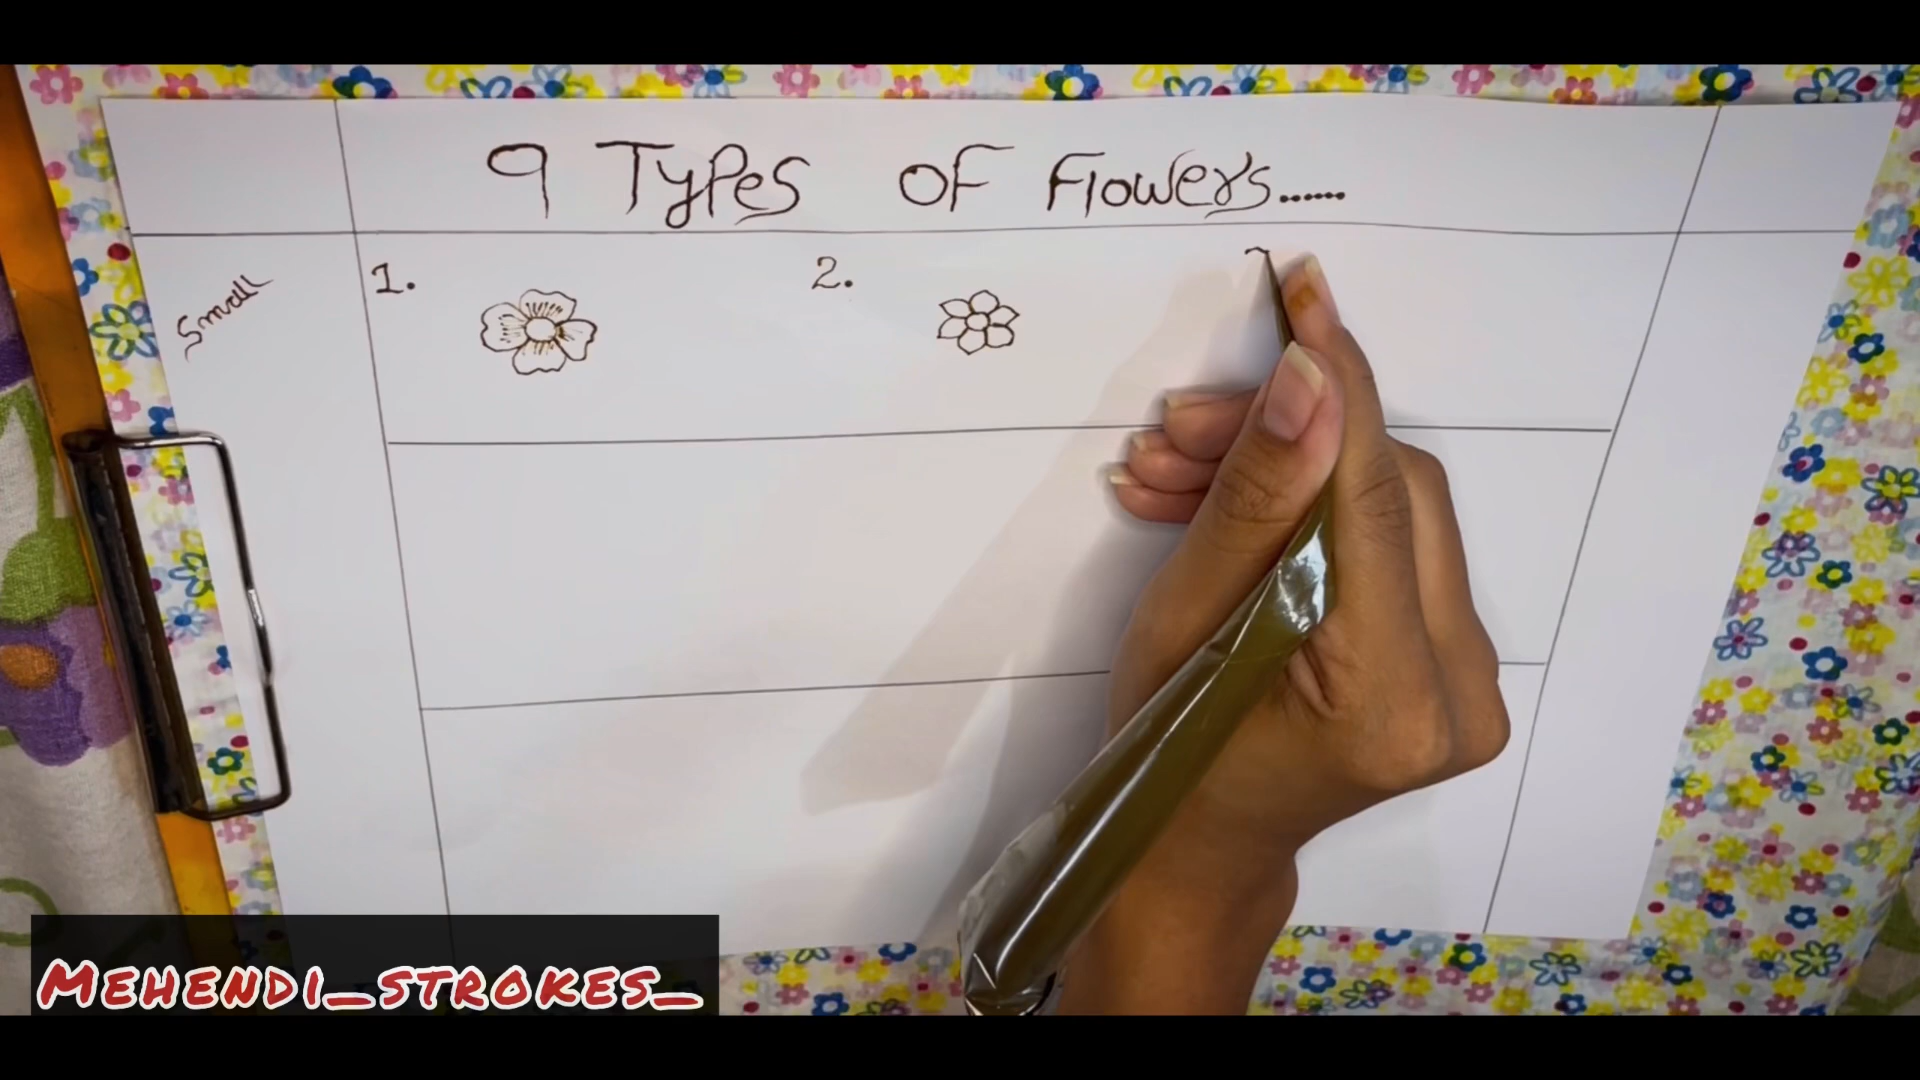 9 Types OF Flowers......
1.
2.
Small
MEHENDI_STROKES_